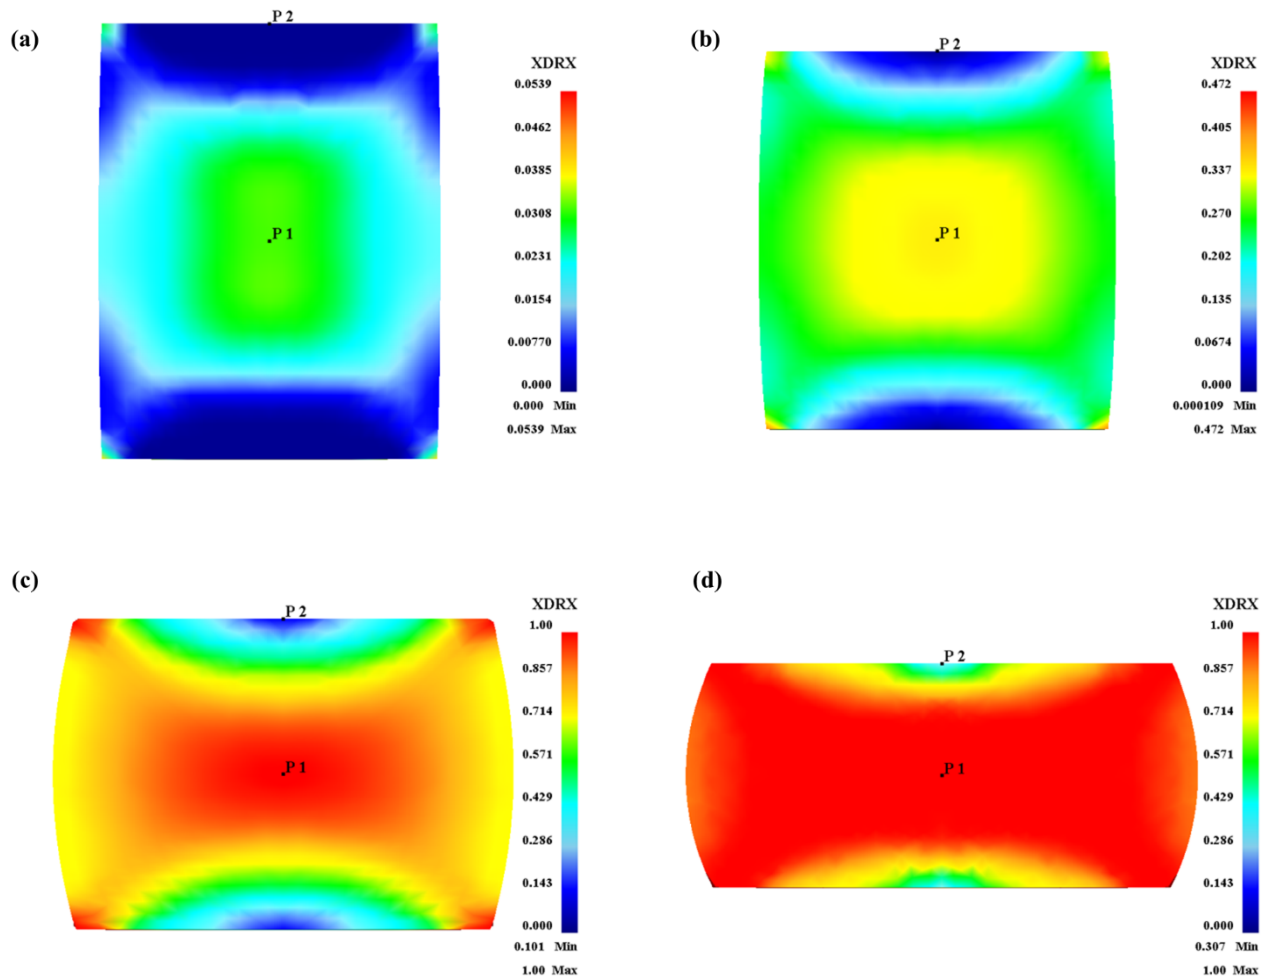 (a)
P 2
P 1
XDRX
0.0539
0.0462
0.0385
0.0308
0.0231
0.0154
0.00770
0.000
0.000 Min
0.0539 Max
(b)
P 2
P 1
XDRX
0.472
0.405
0.337
0.270
0.202
0.135
0.0674
0.000
0.000109 Min
0.472 Max
(c)
P 2
P 1
XDRX
1.00
0.857
0.714
0.571
0.429
0.286
0.143
0.000
0.101 Min
1.00 Max
(d)
P 2
P 1
XDRX
1.00
0.857
0.714
0.571
0.429
0.286
0.143
0.000
0.307 Min
1.00 Max